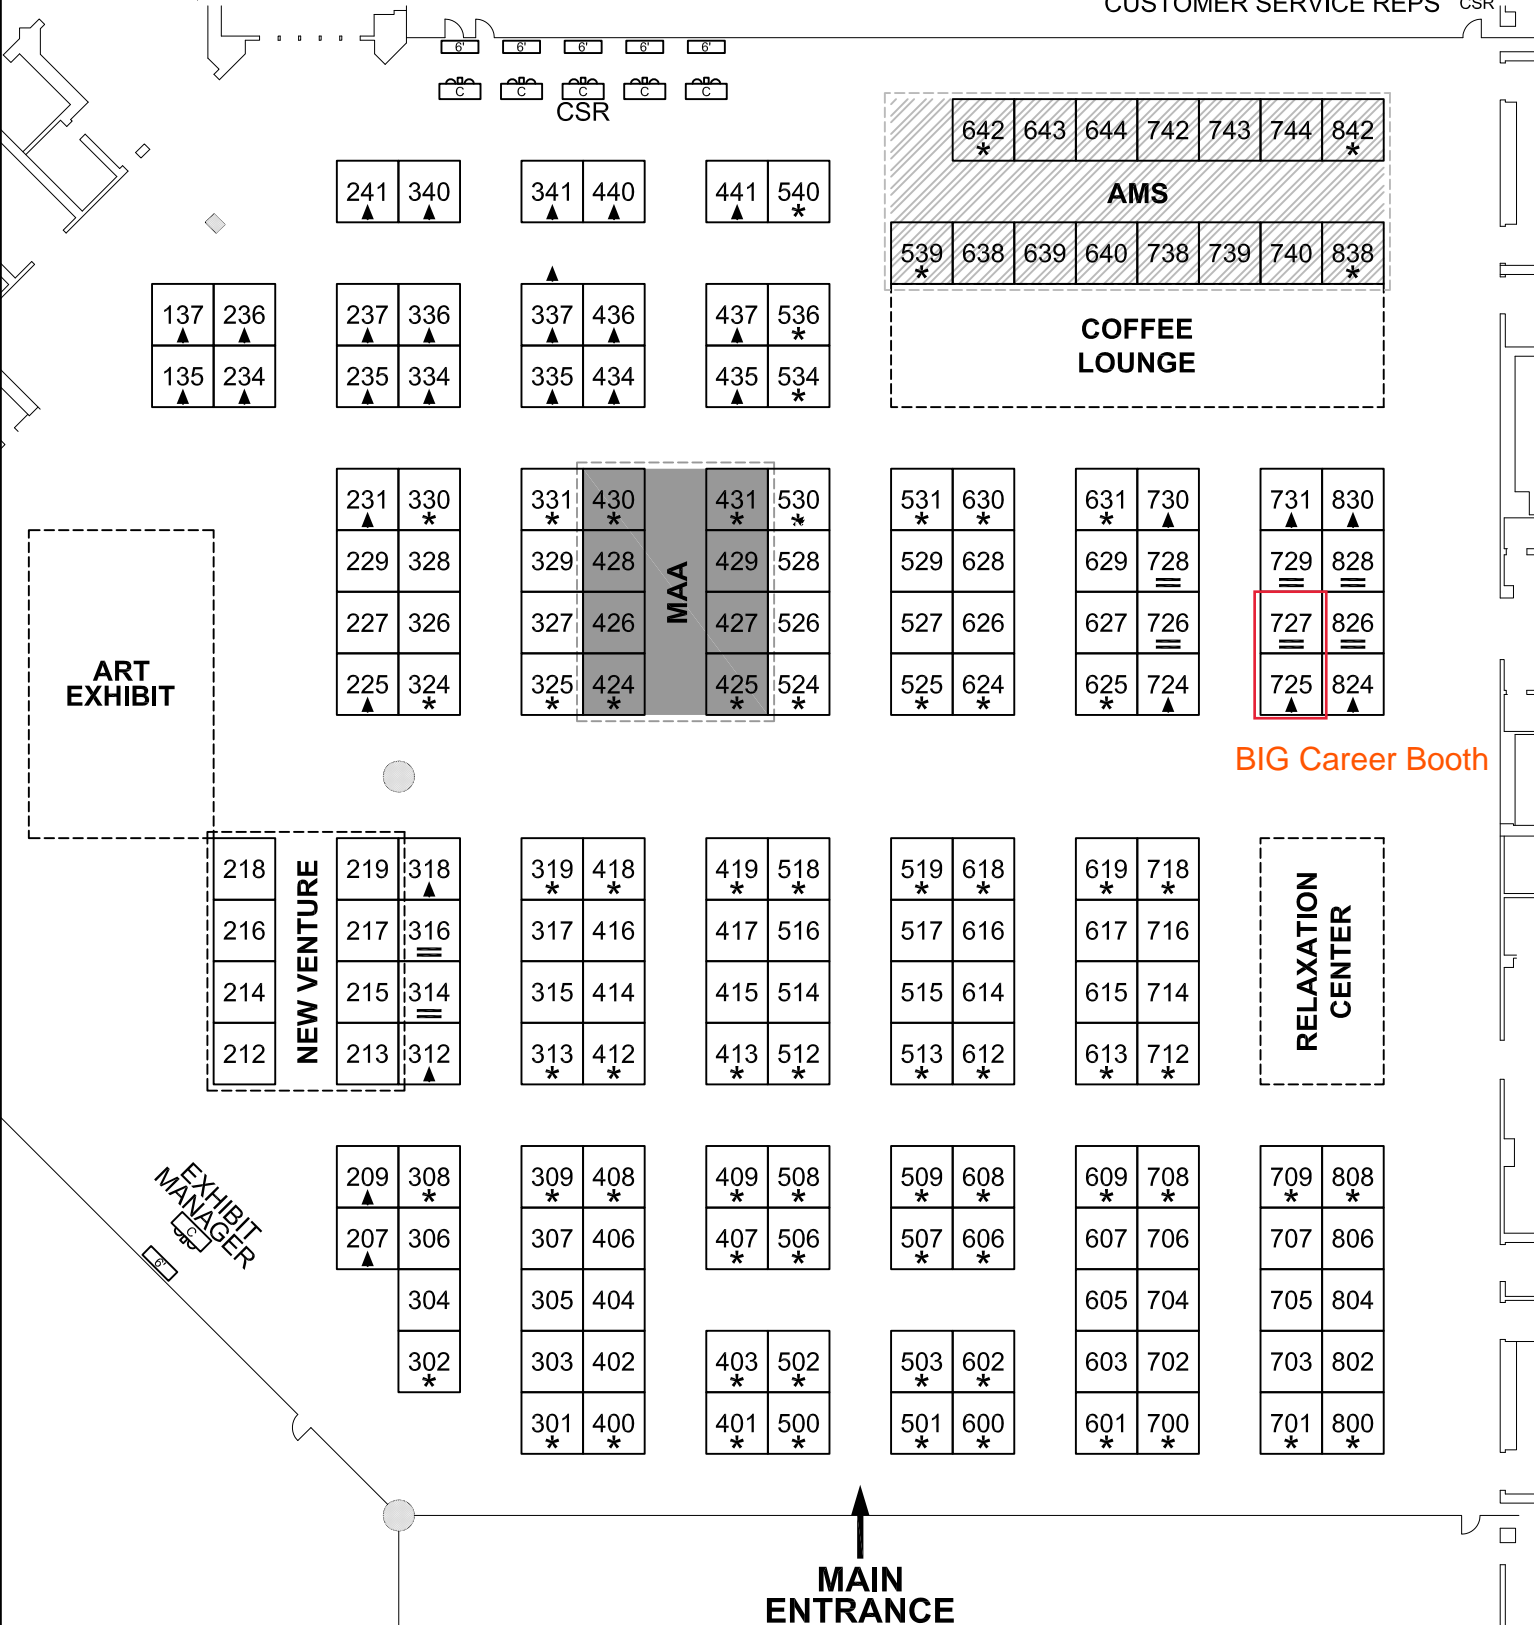 CUSTOMER SERVICE REPS CSR
6' 6' 6' 6' 6'
C C C C C
CSR
642 643 644 742 743 744 842
* *
241 340 341 440 441 540
*
AMS
539 638 639 640 738 739 740 838
* *
137 236 237 336 337 436 437 536
*
COFFEE
LOUNGE
135 234 235 334 335 434 435 534
*
231 330 331 430 431 530 531 630 631 730 731 830
* * * * * * * *
229 328 329 428 429 528 529 628 629 728 729 828
MAA
227 326 327 426 427 526 527 626 627 726 727 826
ART
EXHIBIT
225 324 325 424 425 524 525 624 625 724 725 824
* * * * * * * *
BIG Career Booth
218 219 318 319 418 419 518 519 618 619 718
* * * * * * * *
216 217 316 317 416 417 516 517 616 617 716
NEW VENTURE
RELAXATION
CENTER
214 215 314 315 414 415 514 515 614 615 714
212 213 312 313 412 413 512 513 612 613 712
* * * * * * * *
EXHIBIT
MANAGER
C
6'
209 308 309 408 409 508 509 608 609 708 709 808
* * * * * * * * * * *
207 306 307 406 407 506 507 606 607 706 707 806
* * * *
304 305 404 605 704 705 804
302 303 402 403 502 503 602 603 702 703 802
* * * * *
301 400 401 500 501 600 601 700 701 800
* * * * * * * * * *
MAIN
ENTRANCE